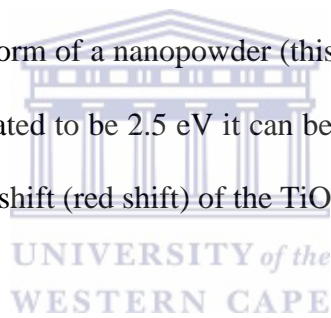 orm of a nanopowder (this
ated to be 2.5 eV it can be
shift (red shift) of the TiO
UNIVERSITY of the
WESTERN CAPE